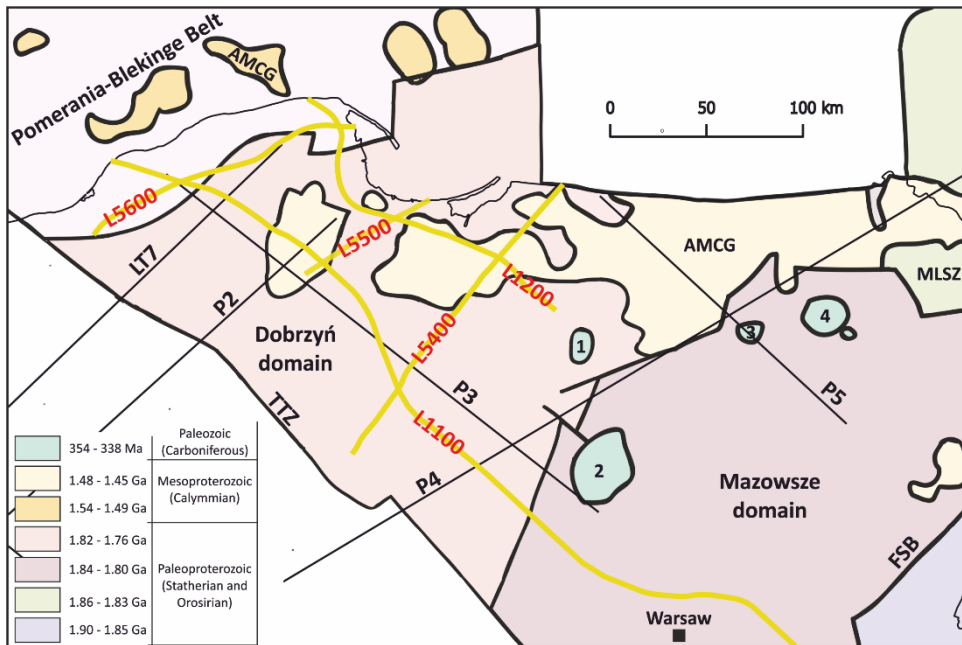 Pomerania-Blekinge Belt
AMCG
0 50 100 km
L5600
LT7
P2
L5500
L1200
AMCG
MLSZ
Dobrzyń
domain
L5400
P3
TTZ
L1100
P4
1
2
3
4
P5
Mazowsze
domain
FSB
Warsaw
354 - 338 Ma
Paleozoic
(Carboniferous)
1.48 - 1.45 Ga
1.54 - 1.49 Ga
Mesoproterozoic
(Calymmian)
1.82 - 1.76 Ga
1.84 - 1.80 Ga
1.86 - 1.83 Ga
1.90 - 1.85 Ga
Paleoproterozoic
(Statherian and
Orosirian)